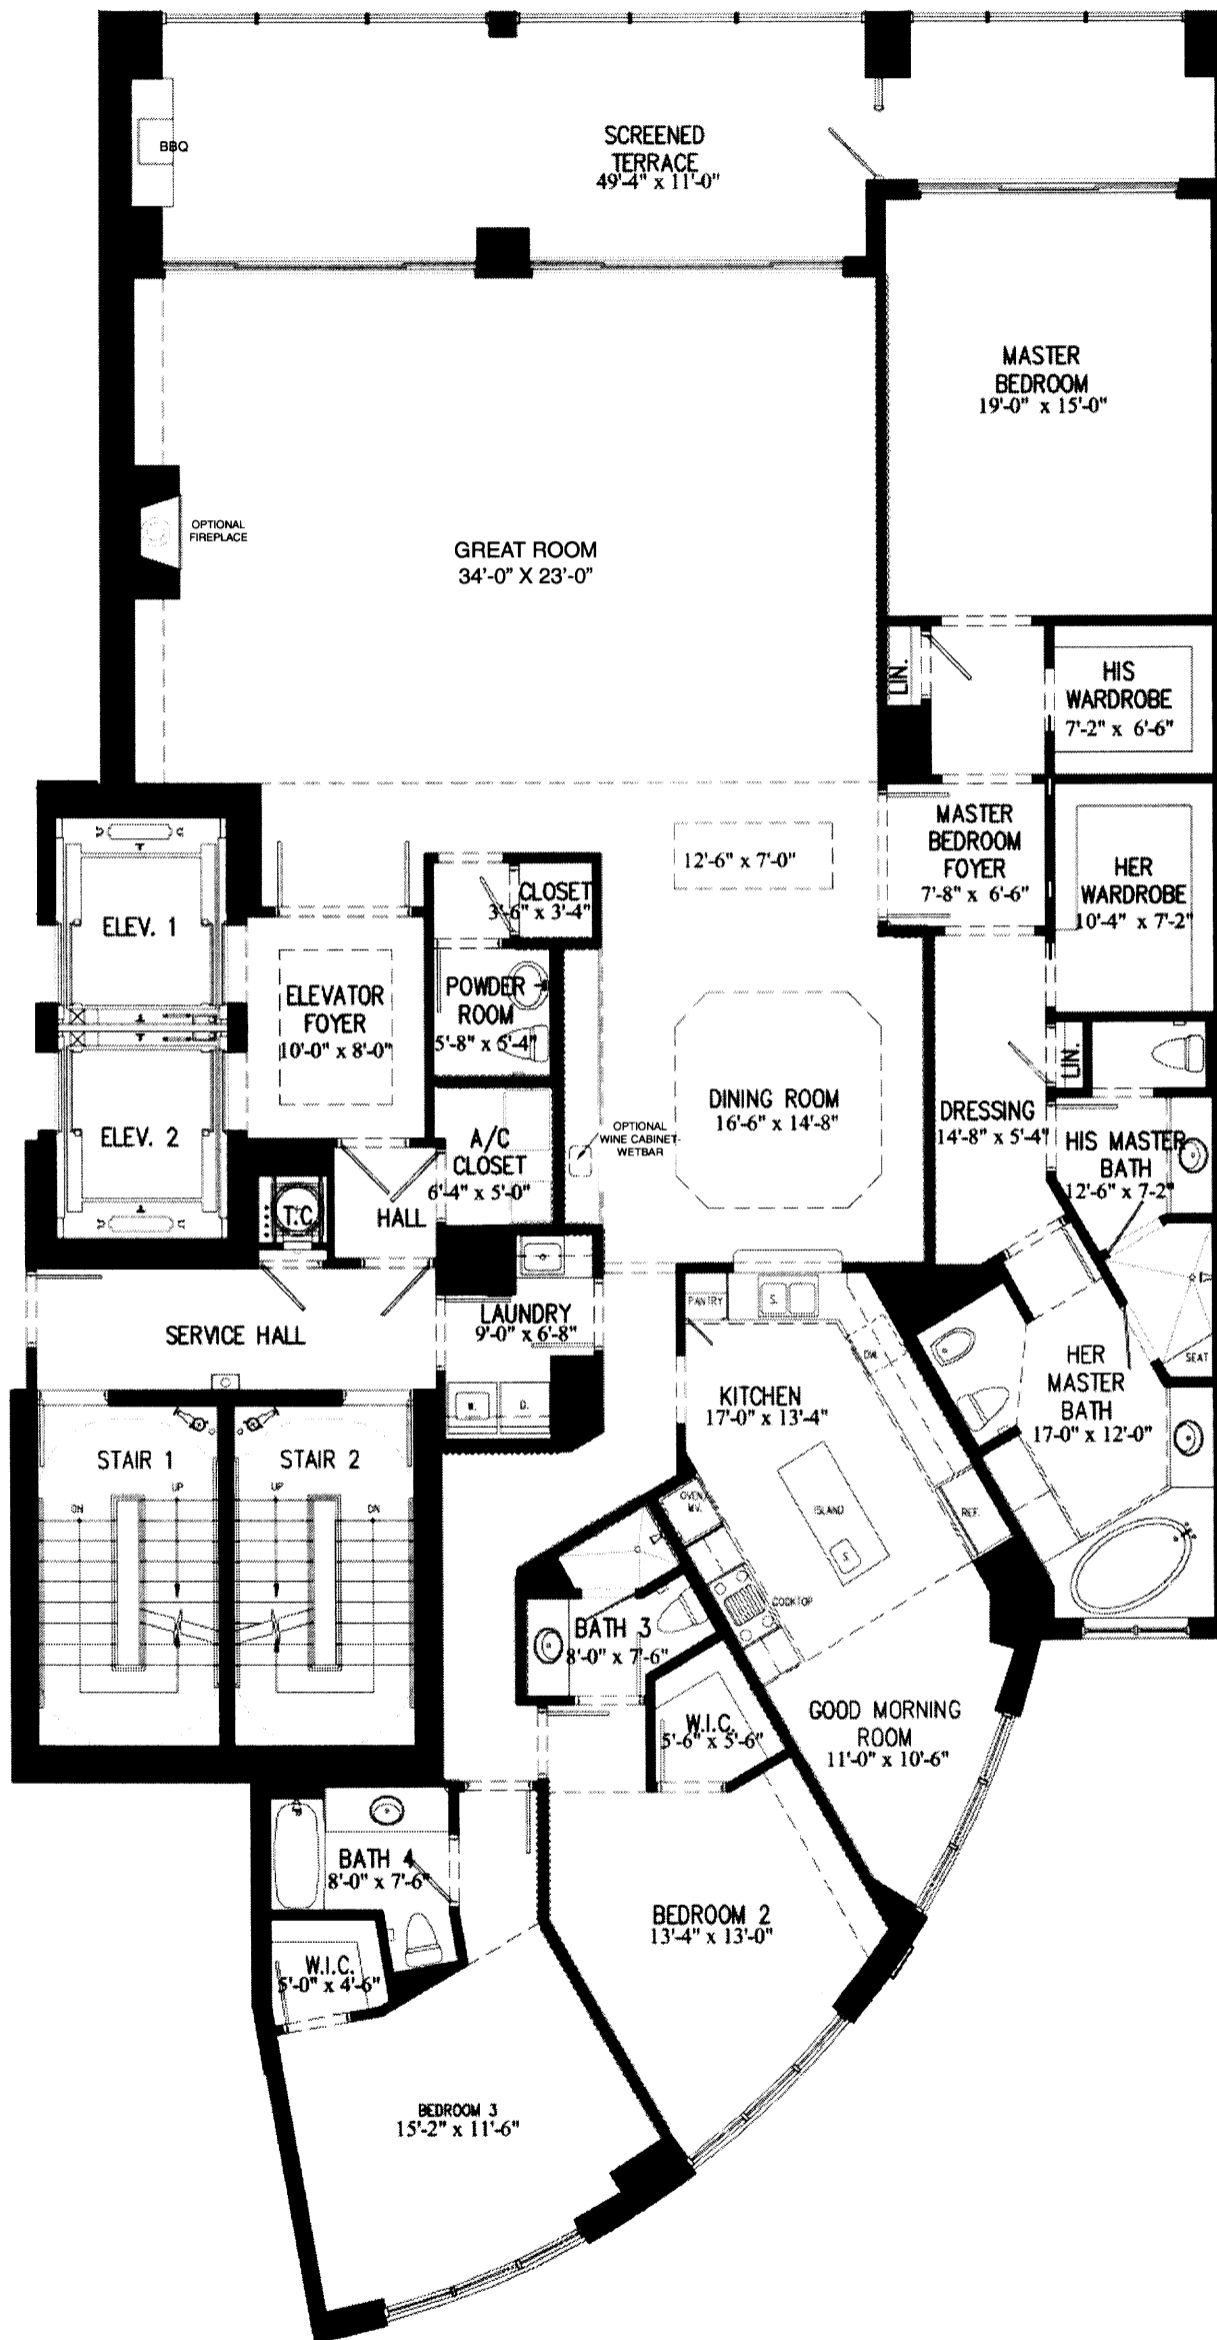 SCREENED
TERRACE
49'-4" x 11'-0"
BBQ
MASTER
BEDROOM
19'-0" x 15'-0"
OPTIONAL
FIREPLACE
GREAT ROOM
34'-0" X 23'-0"
LIN.
HIS
WARDROBE
7'-2" x 6'-6"
MASTER
BEDROOM
FOYER
7'-8" x 6'-6"
12'-6" x 7'-0"
HER
WARDROBE
10'-4" x 7'-2"
CLOSET
3'-6" x 3'-4"
ELEV. 1
ELEVATOR
FOYER
10'-0" x 8'-0"
POWDER
ROOM
5'-8" x 5'-4"
LIN.
DINING ROOM
16'-6" x 14'-8"
DRESSING
14'-8" x 5'-4"
ELEV. 2
A/C
CLOSET
6'-4" x 5'-0"
OPTIONAL
WINE CABINET-
WETBAR
HIS MASTER
BATH
12'-6" x 7-2"
T.C.
HALL
PANTRY
S.
SERVICE HALL
LAUNDRY
9'-0" x 6'-8"
DW.
SEAT
HER
MASTER
BATH
17-0" x 12'-0"
KITCHEN
17'-0" x 13'-4"
W.
D.
STAIR 1
STAIR 2
DN
UP
UP
DN
OVEN
MV.
ISLAND
S.
REF.
COOKTOP
BATH 3
8'-0" x 7'-6"
W.I.C.
5'-6" x 5'-6"
GOOD MORNING
ROOM
11'-0" x 10'-6"
BATH 4
8'-0" x 7'-6"
BEDROOM 2
13'-4" x 13'-0"
W.I.C.
5'-0" x 4'-6"
BEDROOM 3
15'-2" x 11'-6"